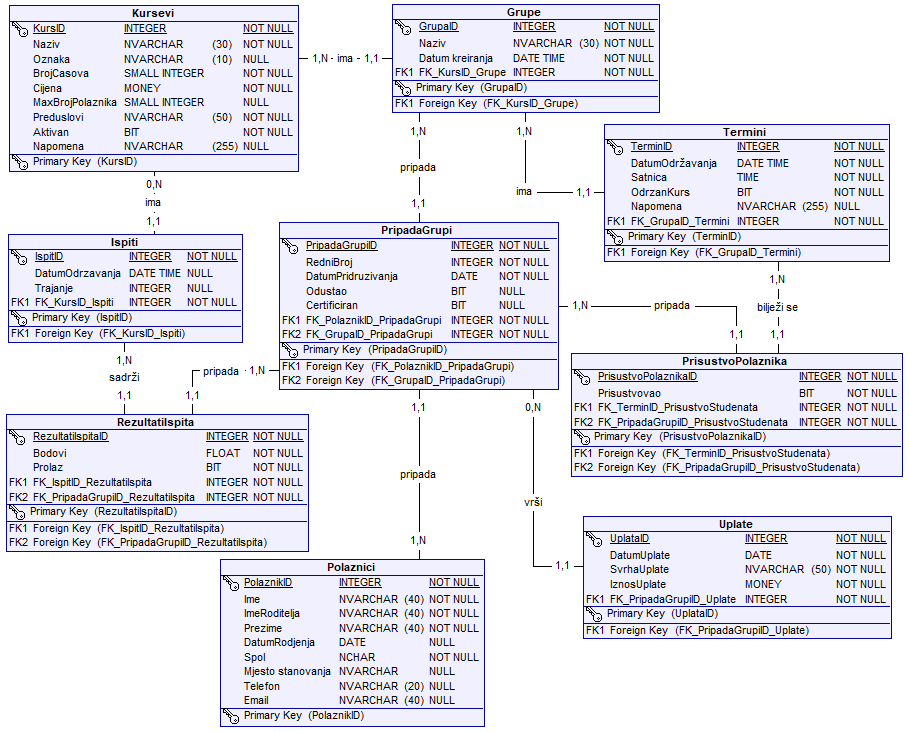 Kursevi
KursID INTEGER NOT NULL
Naziv NVARCHAR (30) NOT NULL
Oznaka NVARCHAR (10) NULL
BrojCasova SMALL INTEGER NOT NULL
Cijena MONEY NOT NULL
MaxBrojPolaznika SMALL INTEGER NULL
Preduslovi NVARCHAR (50) NOT NULL
Aktivan BIT NOT NULL
Napomena NVARCHAR (255) NULL
Primary Key (KursID)
1,N - ima - 1,1
Grupe
GrupaID INTEGER NOT NULL
Naziv NVARCHAR (30) NOT NULL
Datum kreiranja DATE TIME NOT NULL
FK1 FK_KursID_Grupe INTEGER NOT NULL
Primary Key (GrupaID)
FK1 Foreign Key (FK_KursID_Grupe)
1,N
pripada
1,1
1,N
ima
1,1
Termini
TerminID INTEGER NOT NULL
DatumOdržavanja DATE TIME NOT NULL
Satnica TIME NOT NULL
OdrzanKurs BIT NOT NULL
Napomena NVARCHAR (255) NULL
FK1 FK_GrupaID_Termini INTEGER NOT NULL
Primary Key (TerminID)
FK1 Foreign Key (FK_GrupaID_Termini)
0,N
ima
1,1
Ispiti
IspitID INTEGER NOT NULL
DatumOdrzavanja DATE TIME NULL
Trajanje INTEGER NULL
FK1 FK_KursID_Ispiti INTEGER NOT NULL
Primary Key (IspitID)
FK1 Foreign Key (FK_KursID_Ispiti)
PripadaGrupi
PripadaGrupiID INTEGER NOT NULL
RedniBroj INTEGER NOT NULL
DatumPridruzivanja DATE NOT NULL
Odustao BIT NULL
Certificiran BIT NULL
FK1 FK_PolaznikID_PripadaGrupi INTEGER NOT NULL
FK2 FK_GrupaID_PripadaGrupi INTEGER NOT NULL
Primary Key (PripadaGrupiID)
FK1 Foreign Key (FK_PolaznikID_PripadaGrupi)
FK2 Foreign Key (FK_GrupaID_PripadaGrupi)
1,N
pripada
1,1
1,N
bilježi se
1,1
PrisustvoPolaznika
PrisustvoPolaznikaID INTEGER NOT NULL
Prisustvovao BIT NOT NULL
FK1 FK_TerminID_PrisustvoStudenata INTEGER NOT NULL
FK2 FK_PripadaGrupiID_PrisustvoStudenata INTEGER NOT NULL
Primary Key (PrisustvoPolaznikaID)
FK1 Foreign Key (FK_TerminID_PrisustvoStudenata)
FK2 Foreign Key (FK_PripadaGrupiID_PrisustvoStudenata)
1,N
sadrži
1,1
pripada - 1,N
1,1
RezultatiIspita
RezultatiIspitaID INTEGER NOT NULL
Bodovi FLOAT NOT NULL
Prolaz BIT NOT NULL
FK1 FK_IspitID_RezultatiIspita INTEGER NOT NULL
FK2 FK_PripadaGrupiID_RezultatiIspita INTEGER NOT NULL
Primary Key (RezultatiIspitaID)
FK1 Foreign Key (FK_IspitID_RezultatiIspita)
FK2 Foreign Key (FK_PripadaGrupiID_RezultatiIspita)
1,1
pripada
1,N
0,N
vrši
1,1
Uplate
UplataID INTEGER NOT NULL
DatumUplate DATE NOT NULL
SvrhaUplate NVARCHAR (50) NOT NULL
IznosUplate MONEY NOT NULL
FK1 FK_PripadaGrupiID_Uplate INTEGER NOT NULL
Primary Key (UplataID)
FK1 Foreign Key (FK_PripadaGrupiID_Uplate)
Polaznici
PolaznikID INTEGER NOT NULL
Ime NVARCHAR (40) NOT NULL
ImeRoditelja NVARCHAR (40) NOT NULL
Prezime NVARCHAR (40) NOT NULL
DatumRodjenja DATE NULL
Spol NCHAR NOT NULL
Mjesto stanovanja NVARCHAR NULL
Telefon NVARCHAR (20) NULL
Email NVARCHAR (40) NULL
Primary Key (PolaznikID)